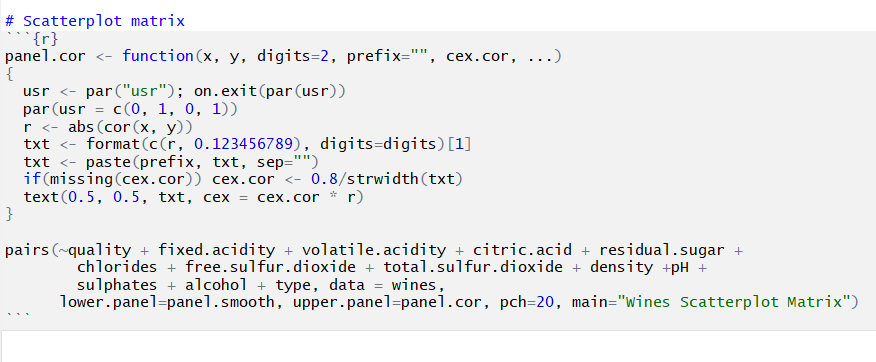 # Scatterplot matrix
```{r}
panel.cor <- function(x, y, digits=2, prefix="", cex.cor, ...)
{
  usr <- par("usr"); on.exit(par(usr))
  par(usr = c(0, 1, 0, 1))
  r <- abs(cor(x, y))
  txt <- format(c(r, 0.123456789), digits=digits)[1]
  txt <- paste(prefix, txt, sep="")
  if(missing(cex.cor)) cex.cor <- 0.8/strwidth(txt)
  text(0.5, 0.5, txt, cex = cex.cor * r)
}

pairs(~quality + fixed.acidity + volatile.acidity + citric.acid + residual.sugar +
        chlorides + free.sulfur.dioxide + total.sulfur.dioxide + density +pH +
        sulphates + alcohol + type, data = wines,
      lower.panel=panel.smooth, upper.panel=panel.cor, pch=20, main="Wines Scatterplot Matrix")
```